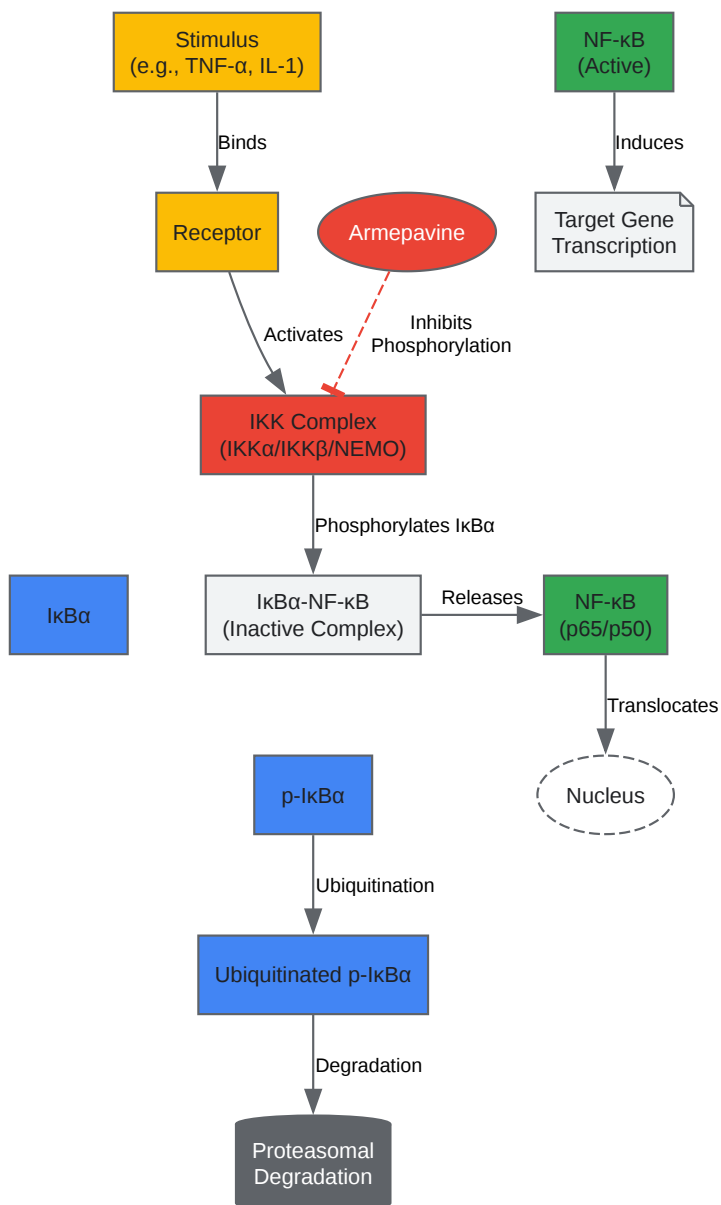 Stimulus
(e.g., TNF-α, IL-1)
NF-κB
(Active)
Binds
Induces
Receptor
Armepavine
Target Gene
Transcription
Activates
Inhibits
Phosphorylation
IKK Complex
(IKKα/IKKβ/NEMO)
Phosphorylates IκBα
IκBα
IκBα-NF-κB
(Inactive Complex)
Releases
NF-κB
(p65/p50)
Translocates
p-IκBα
Nucleus
Ubiquitination
Ubiquitinated p-IκBα
Degradation
Proteasomal
Degradation